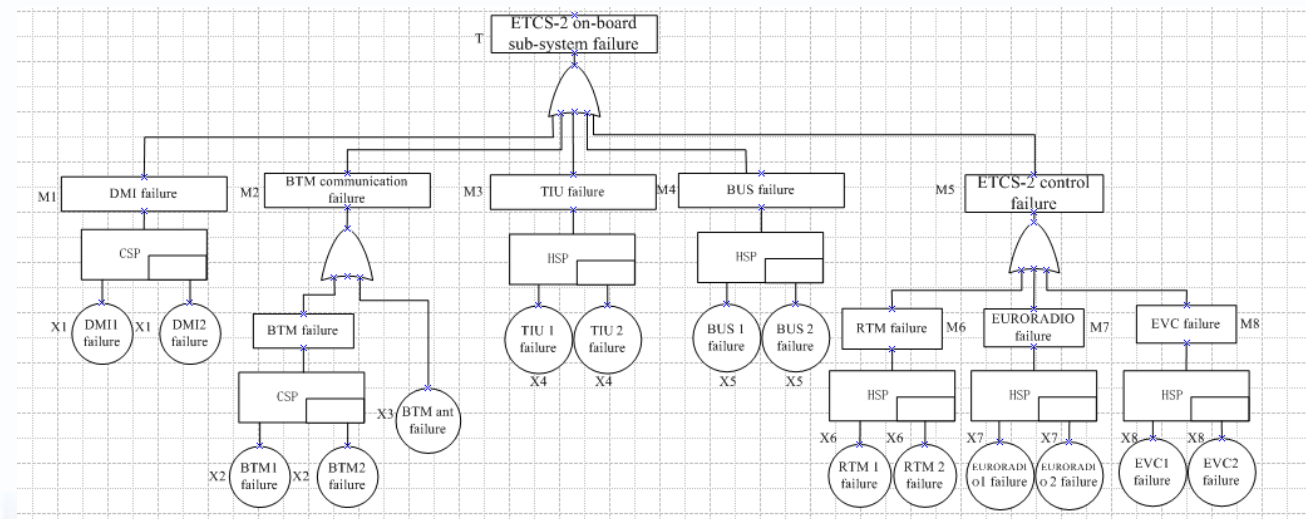 ETCS-2 on-board
sub-system failure
T
M1
DMI failure
M2
BTM communication
failure
M3
TIU failure
M4
BUS failure
M5
ETCS-2 control
failure
CSP
HSP
HSP
X1
DMI1
failure
X1
DMI2
failure
BTM failure
TIU 1
failure
TIU 2
failure
X4
X4
BUS 1
failure
BUS 2
failure
X5
X5
RTM failure
M6
EURORADIO
failure
M7
EVC failure
M8
CSP
X3
BTM ant
failure
HSP
HSP
HSP
X2
BTM1
failure
X2
BTM2
failure
X6
RTM 1
failure
X6
RTM 2
failure
X7
EURORADI
o1 failure
X7
EURORADI
o 2 failure
X8
EVC1
failure
X8
EVC2
failure